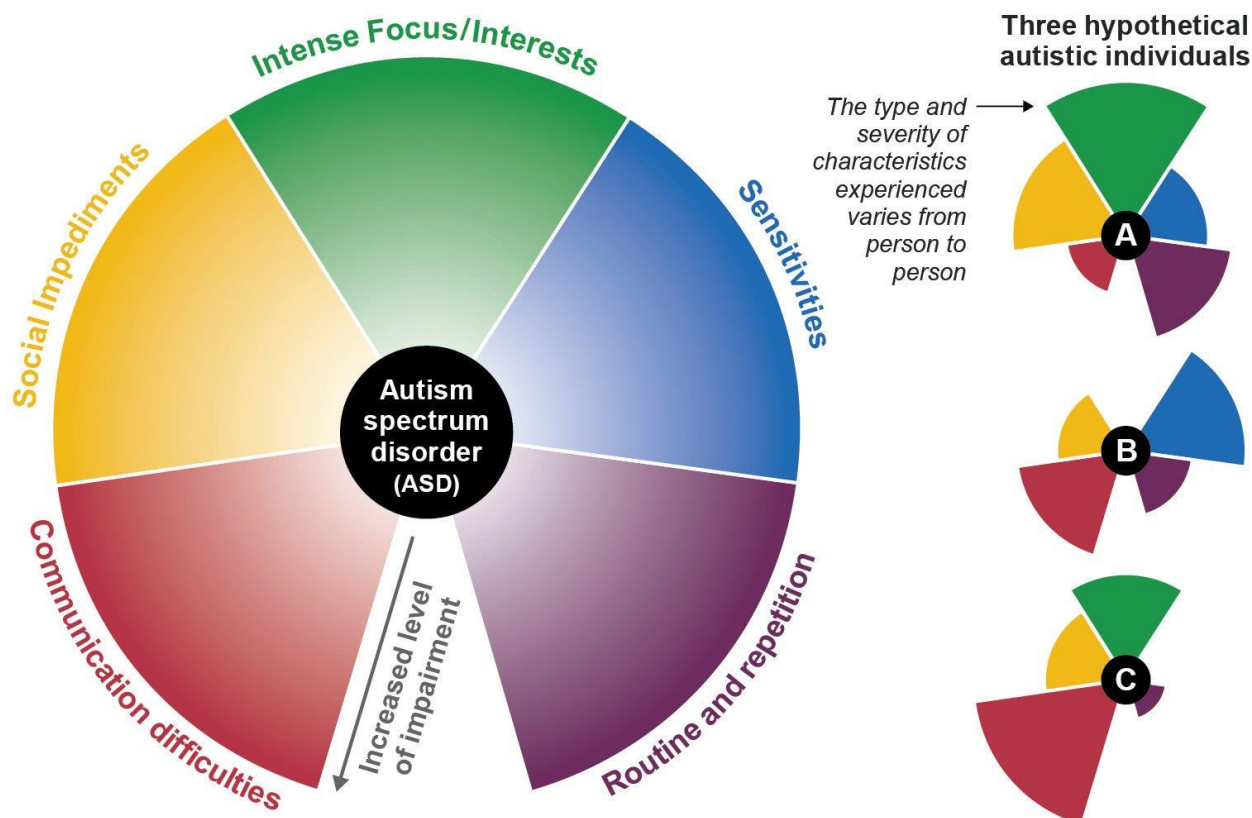 Intense Focus/Interests
Social Impediments
Sensitivities
Autism
spectrum
disorder
(ASD)
Communication difficulties
Increased level
of impairment
Routine and repetition
Three hypothetical
autistic individuals
The type and
severity of
characteristics
experienced
varies from
person to
person
A
B
C